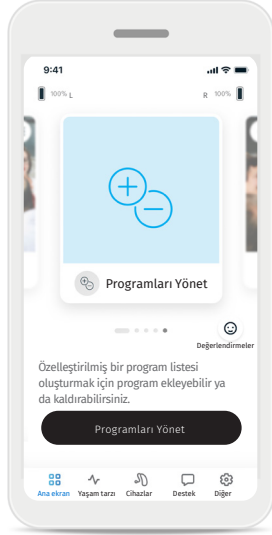 9:41
100% L
R 100%
Programları Yönet
Değerlendirmeler
Özelleştirilmiş bir program listesi
oluşturmak için program ekleyebilir ya
da kaldırabilirsiniz.
Programları Yönet
Ana ekran Yaşam tarzı Cihazlar Destek Diğer